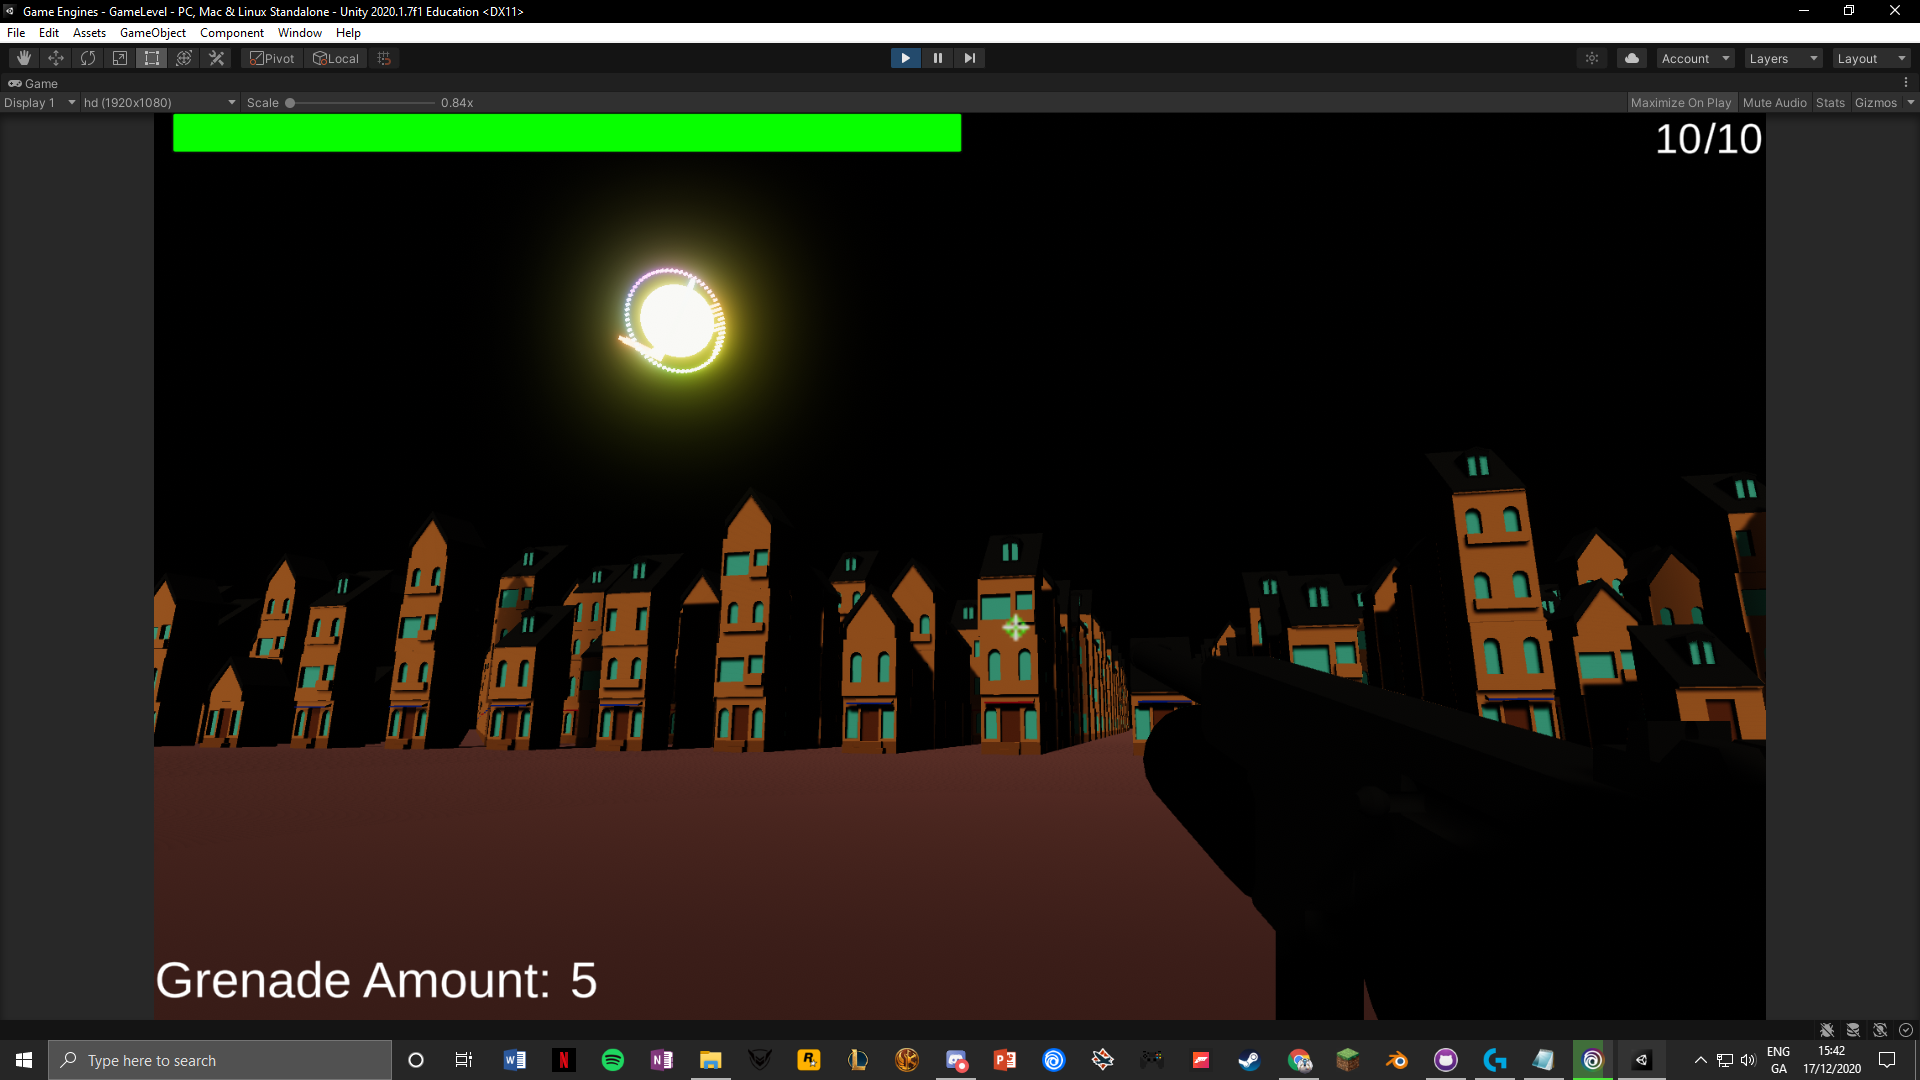 Game Engines - GameLevel - PC, Mac & Linux Standalone - Unity 2020.1.7f1 Education <DX11>
File Edit Assets GameObject Component Window Help
Pivot Local Account Layers Layout
Game
Display 1 hd (1920x1080) Scale 0.84x Maximize On Play Mute Audio Stats Gizmos
10/10
Grenade Amount: 5
Type here to search
ENG
GA
15:42
17/12/2020